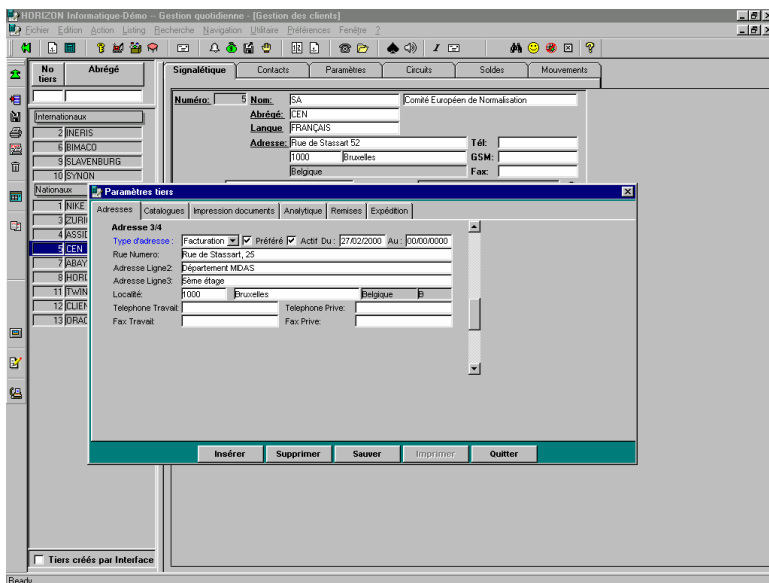 HORIZON Informatique-Démo – Gestion quotidienne - [Gestion des clients]
Fichier Edition Action Listing Recherche Navigation Utilitaire Préférences Fenêtre ?
No tiers Abrégé
Signalétique Contacts Paramètres Circuits Soldes Mouvements
Numéro: 5 Nom: SA Comité Européen de Normalisation
Abrégé: CEN
Langue FRANÇAIS
Adresse: Rue de Stassart 52 Tél:
1000 Bruxelles GSM:
Belgique Fax:
Internationaux
2 INERIS
6 BIMACO
9 SLAVENBURG
10 SYNON
Nationaux
1 NIKE
3 ZURI
4 ASSI
5 CEN
7 ABAY
8 HORI
11 TWIN
12 CLIEN
13 ORAC
Paramètres tiers
Adresses Catalogues Impression documents Analytique Remises Expédition
Adresse 3/4
Type d'adresse : Facturation Préféré Actif Du : 27/02/2000 Au : 00/00/0000
Rue Numero: Rue de Stassart, 25
Adresse Ligne2: Département MIDAS
Adresse Ligne3: 5ème étage
Localité: 1000 Bruxelles Belgique B
Telephone Travail: Telephone Prive:
Fax Travail: Fax Prive:
Insérer Supprimer Sauver Imprimer Quitter
Tiers créés par Interface
Ready